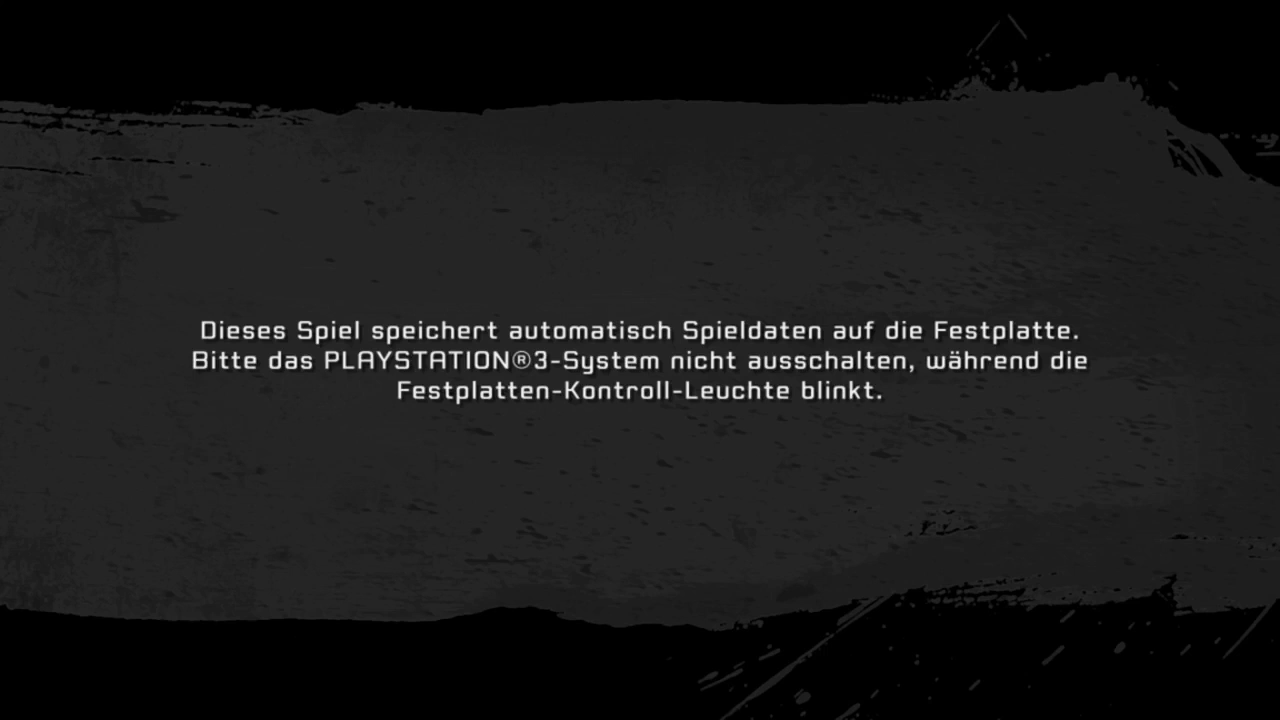 Dieses Spiel speichert automatisch Spieldaten auf die Festplatte.
Bitte das PLAYSTATION®3-System nicht ausschalten, während die
Festplatten-Kontroll-Leuchte blinkt.